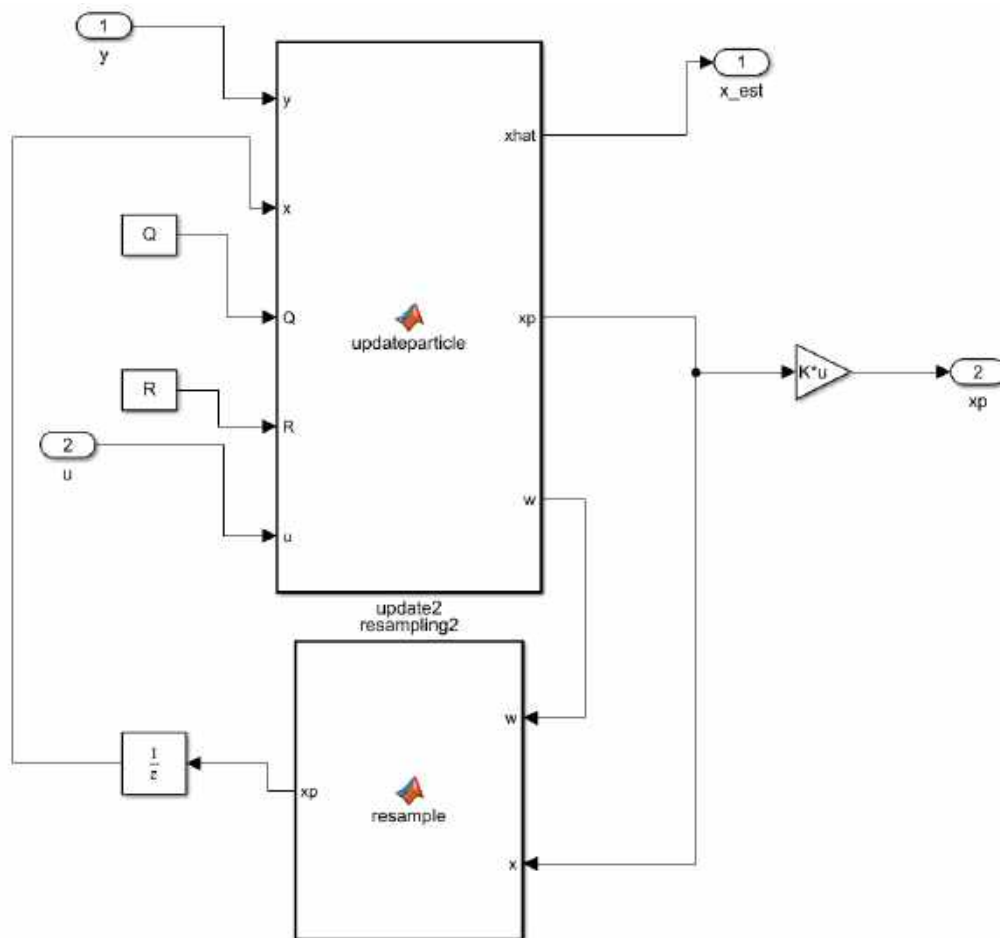 1
y
y
1
x_est
xhat
x
Q
Q
updateparticle
xp
K*u
2
xp
R
R
2
u
w
u
update2
resampling2
w
1
z
xp
resample
x